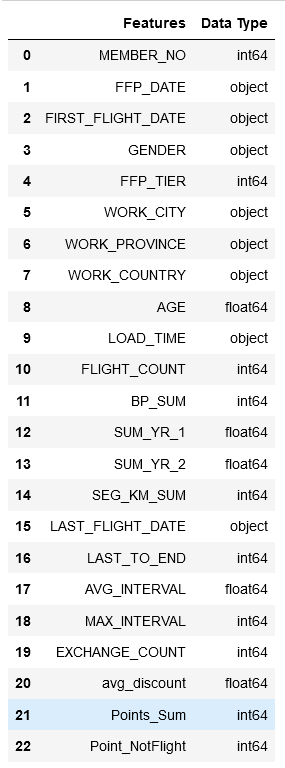 Features Data Type
0 MEMBER_NO int64
1 FFP_DATE object
2 FIRST_FLIGHT_DATE object
3 GENDER object
4 FFP_TIER int64
5 WORK_CITY object
6 WORK_PROVINCE object
7 WORK_COUNTRY object
8 AGE float64
9 LOAD_TIME object
10 FLIGHT_COUNT int64
11 BP_SUM int64
12 SUM_YR_1 float64
13 SUM_YR_2 float64
14 SEG_KM_SUM int64
15 LAST_FLIGHT_DATE object
16 LAST_TO_END int64
17 AVG_INTERVAL float64
18 MAX_INTERVAL int64
19 EXCHANGE_COUNT int64
20 avg_discount float64
21 Points_Sum int64
22 Point_NotFlight int64